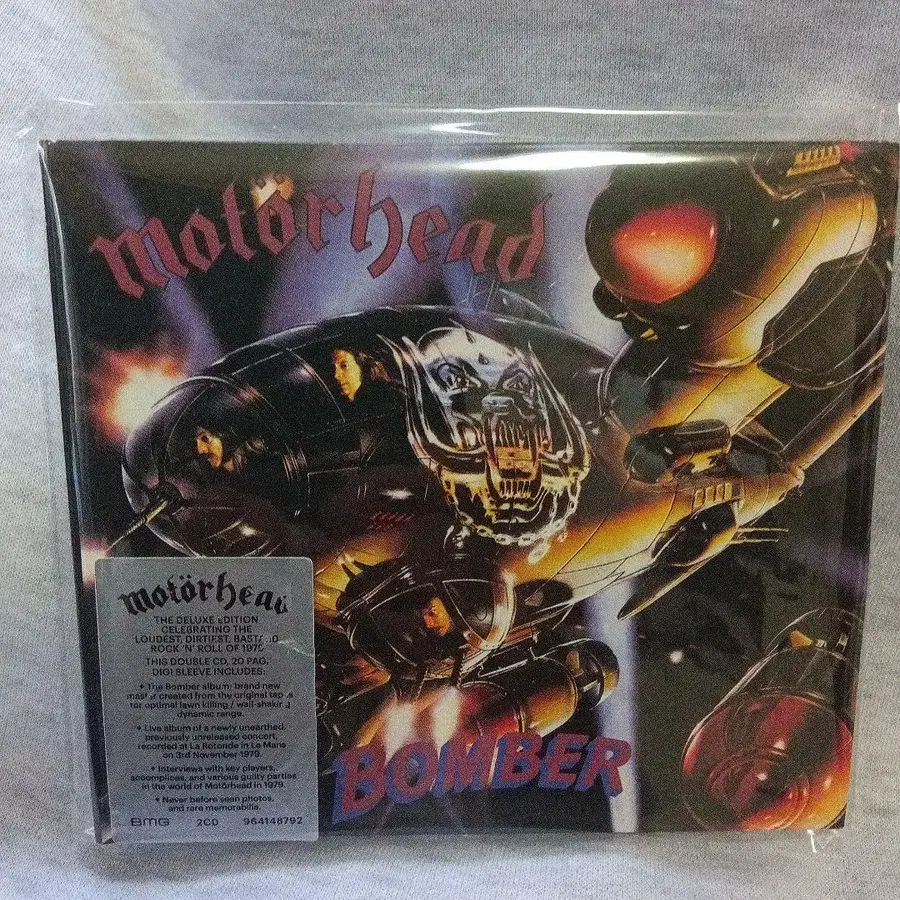 motörhead
motörhead
THE DELUXE EDITION
CELEBRATING THE
LOUDEST, DIRTIEST,
ROCK 'N' ROLL OF
THIS DOUBLE CD, 20
DIGI SLEEVE INCLUDES:
• The Bomber album: brand new
created from the original
for optimal lawn killing / wall-shaking
dynamic range.
• Live album of a newly unearthed,
previously unreleased concert,
recorded at La Rotonde in Le Mans
on 3rd November 1979.
• Interviews with key players,
accomplices, and various guilty parties
in the world of Motörhead in 1979.
• Never before seen photos,
and rare memorabilia.
BMG 2CD 964148792
BOMBER